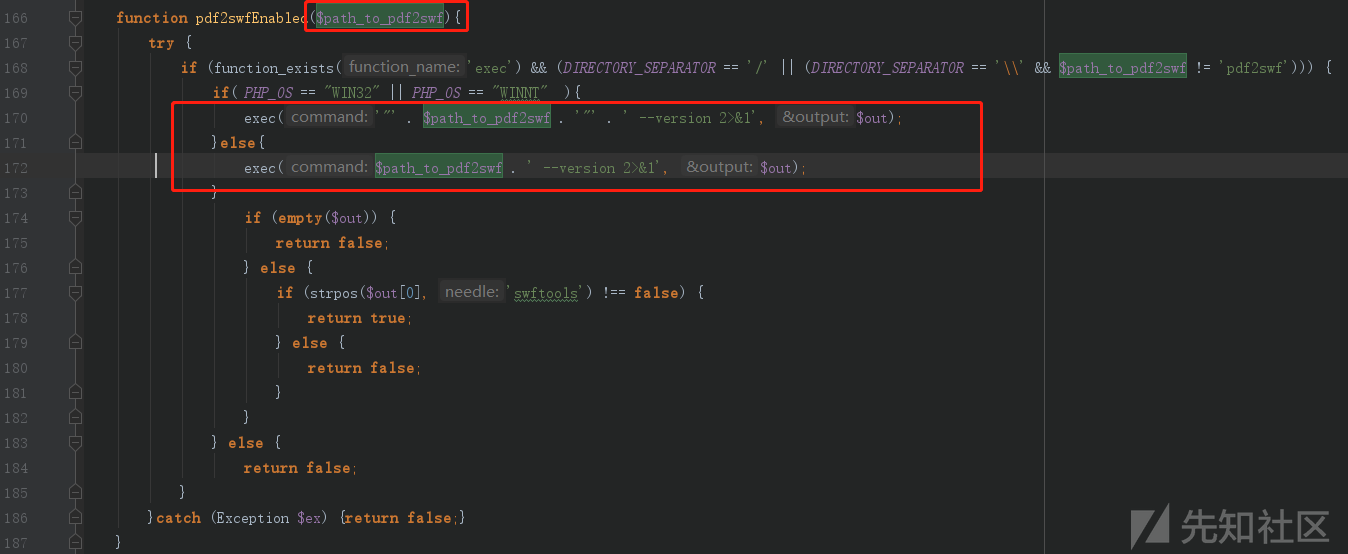 166 function pdf2swfEnabled($path_to_pdf2swf){
167 try {
168 if (function_exists( function_name: 'exec') && (DIRECTORY_SEPARATOR == '/' || (DIRECTORY_SEPARATOR == '\\' && $path_to_pdf2swf != 'pdf2swf'))) {
169 if( PHP_OS == "WIN32" || PHP_OS == "WINNT" ){
170 exec( command: '"' . $path_to_pdf2swf . '"' . ' --version 2>&1', &output: $out);
171 }else{
172 exec( command: $path_to_pdf2swf . ' --version 2>&1', &output: $out);
173 }
174 if (empty($out)) {
175 return false;
176 } else {
177 if (strpos($out[0], needle: 'swftools') !== false) {
178 return true;
179 } else {
180 return false;
181 }
182 }
183 } else {
184 return false;
185 }
186 }catch (Exception $ex) {return false;}
187 }
先知社区